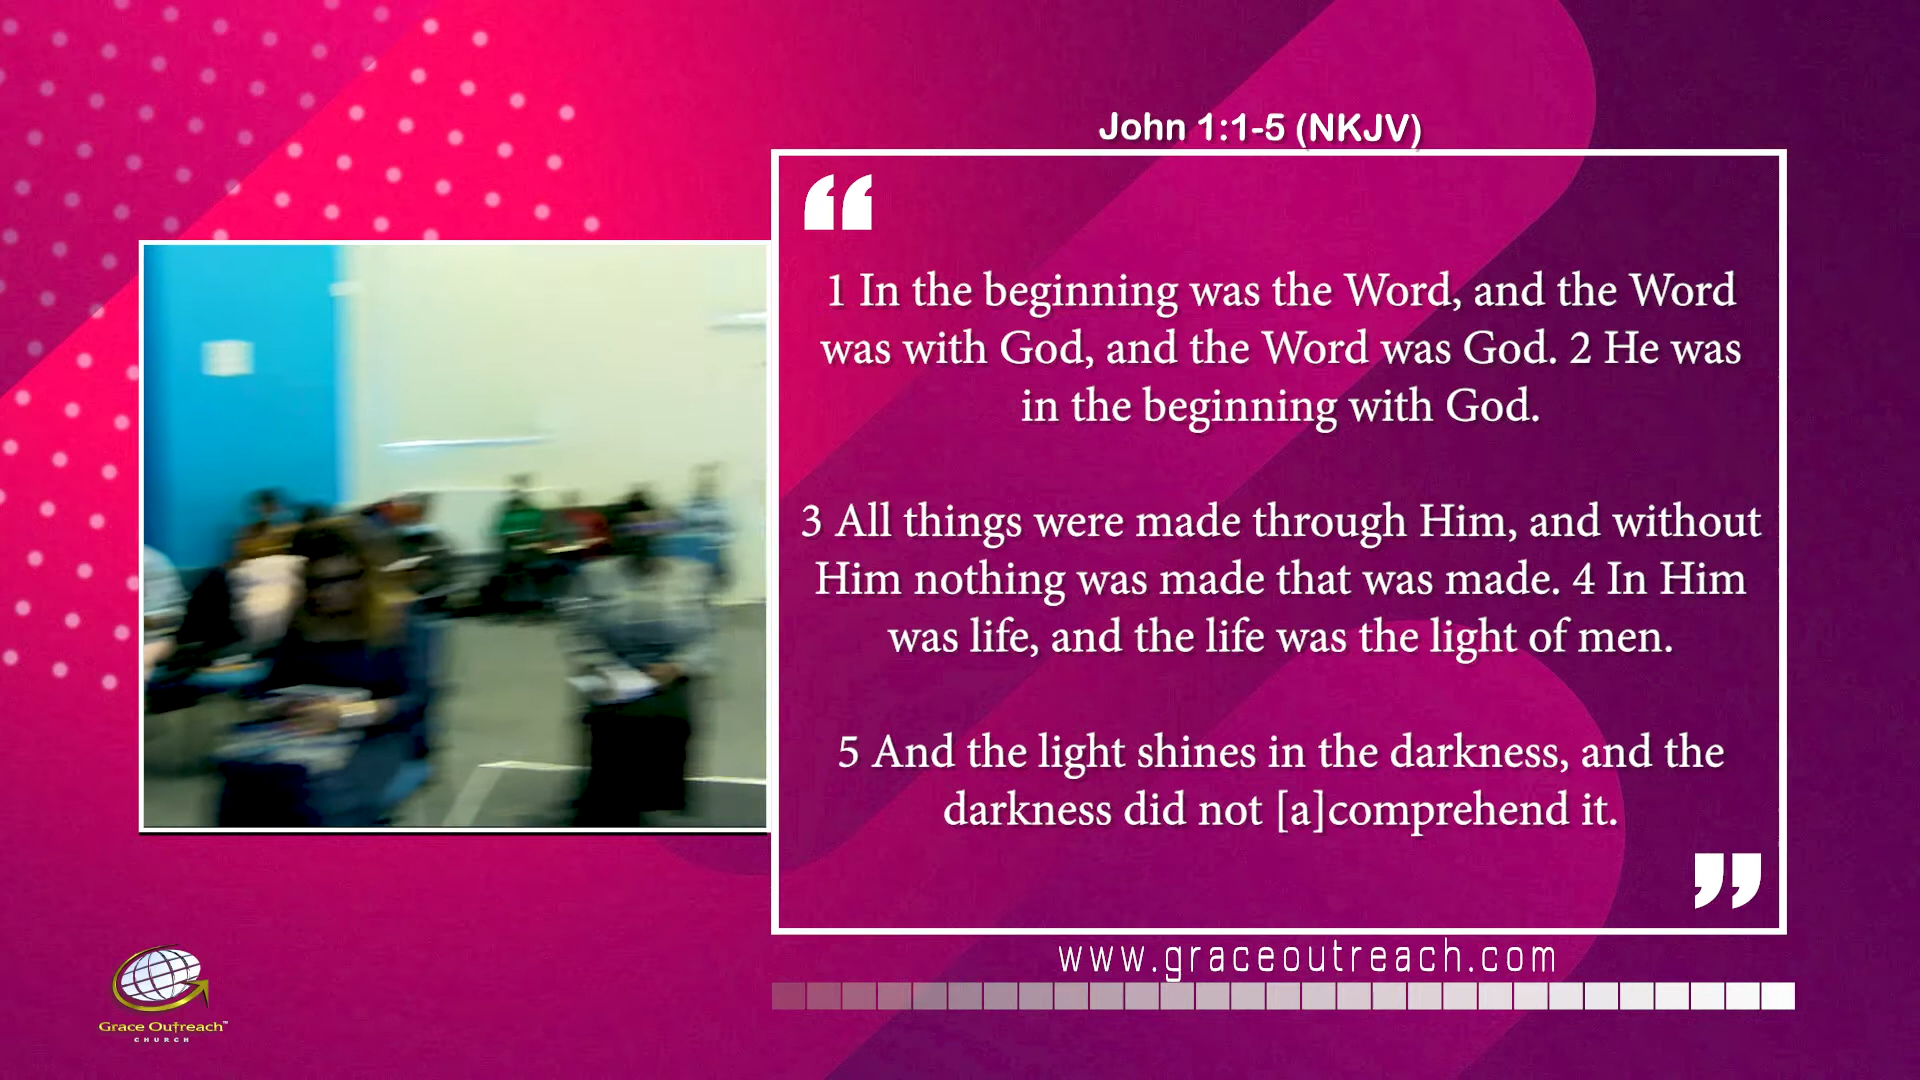 John 1:1-5 (NKJV)
“
1 In the beginning was the Word, and the Word
was with God, and the Word was God. 2 He was
in the beginning with God.
3 All things were made through Him, and without
Him nothing was made that was made. 4 In Him
was life, and the life was the light of men.
5 And the light shines in the darkness, and the
darkness did not [a]comprehend it.
”
www.graceoutreach.com
Grace Outreach™
CHURCH